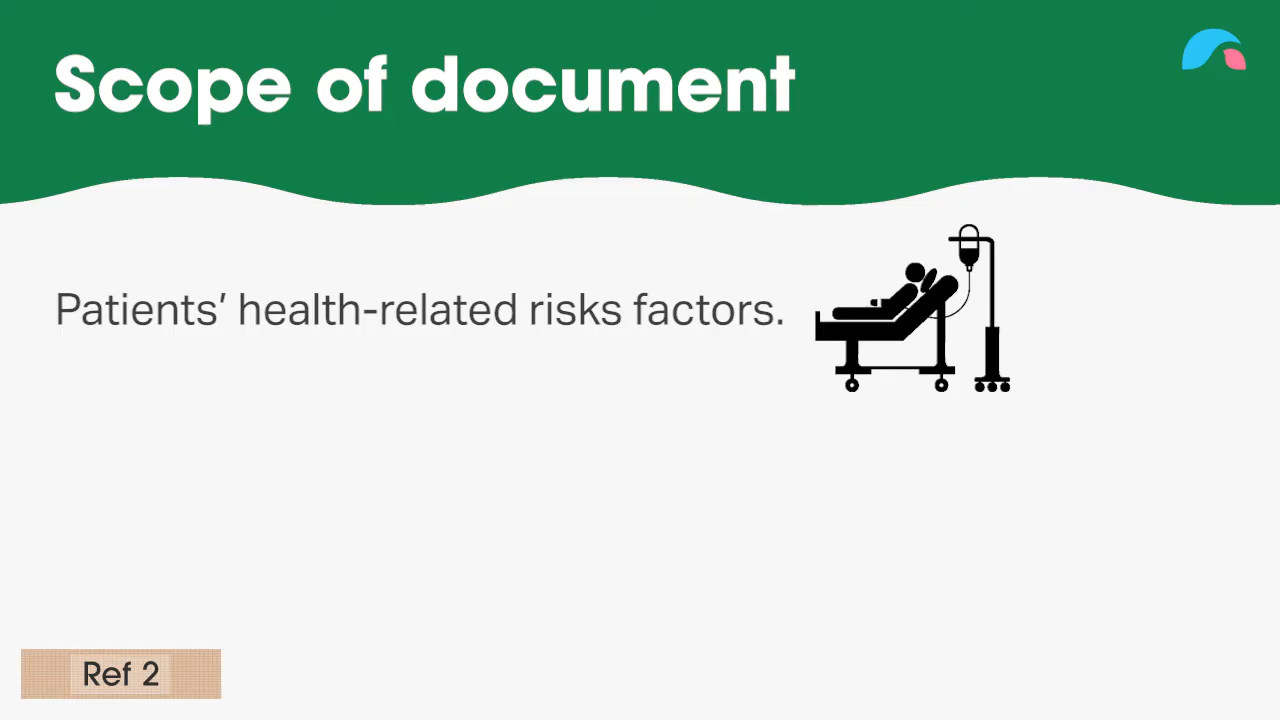 Scope of document
Patients’ health-related risks factors.
Ref 2